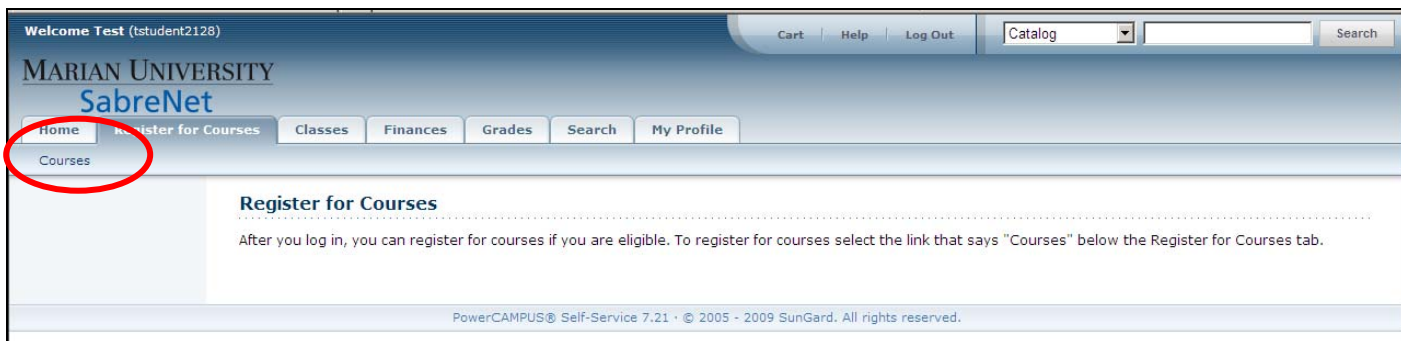 Welcome Test (tstudent2128)
Cart Help Log Out Catalog Search
MARIAN UNIVERSITY
SabreNet
Home Register for Courses Classes Finances Grades Search My Profile
Courses
Register for Courses
After you log in, you can register for courses if you are eligible. To register for courses select the link that says "Courses" below the Register for Courses tab.
PowerCAMPUS® Self-Service 7.21 · © 2005 - 2009 SunGard. All rights reserved.